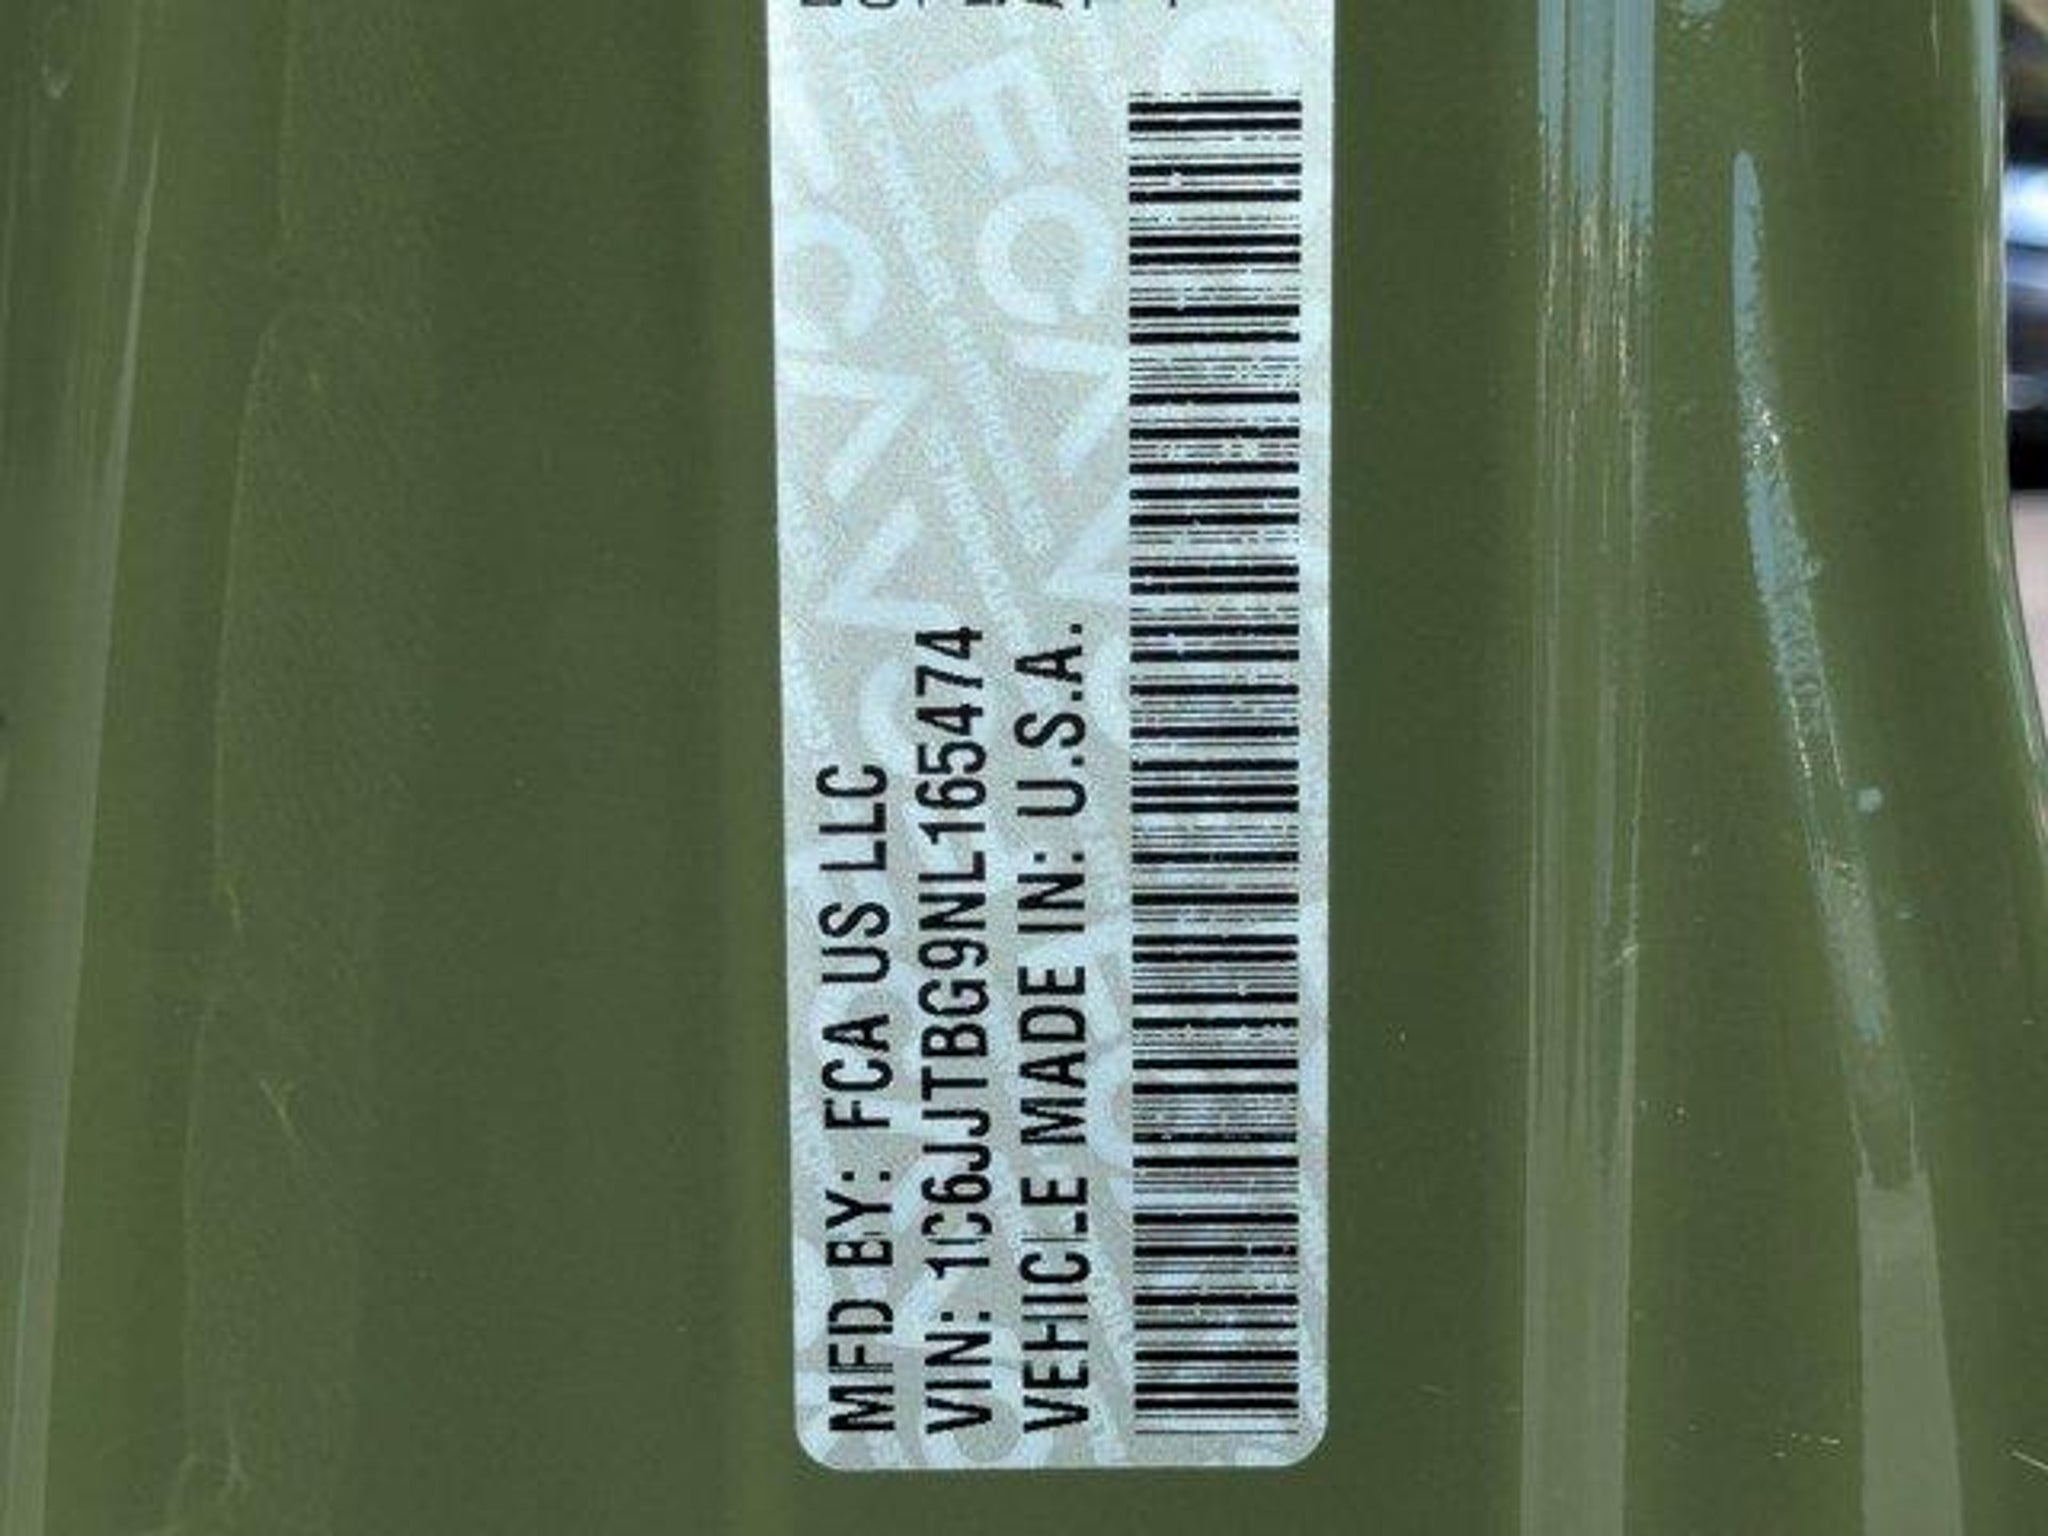 MFD BY: FCA US LLC
VIN: 1C6JJTBG9NL165474
VEHICLE MADE IN: U.S.A.